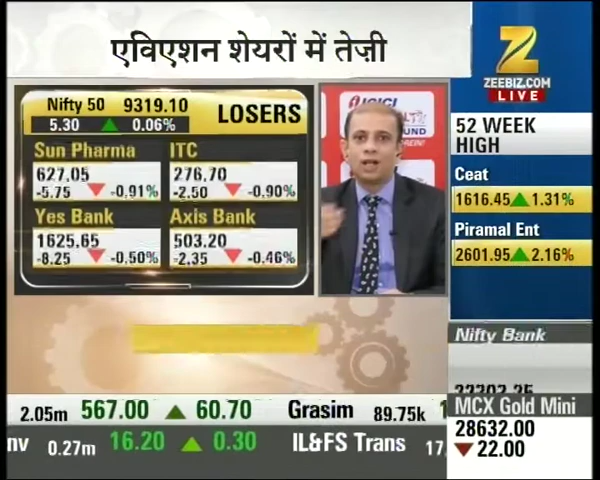 एविएशन शेयरों में तेज़ी
ZEEBIZ.COM
LIVE
Nifty 50 9319.10
5.30 0.06%
LOSERS
Sun Pharma
627.05
-5.75 -0.91%
ITC
276.70
-2.50 -0.90%
Yes Bank
1625.65
-8.25 -0.50%
Axis Bank
503.20
-2.35 -0.46%
52 WEEK
HIGH
Ceat
1616.45 1.31%
Piramal Ent
2601.95 2.16%
Nifty Bank
MCX Gold Mini
28632.00
22.00
2.05m 567.00 60.70 Grasim 89.75k
nv 0.27m 16.20 0.30 IL&FS Trans 17